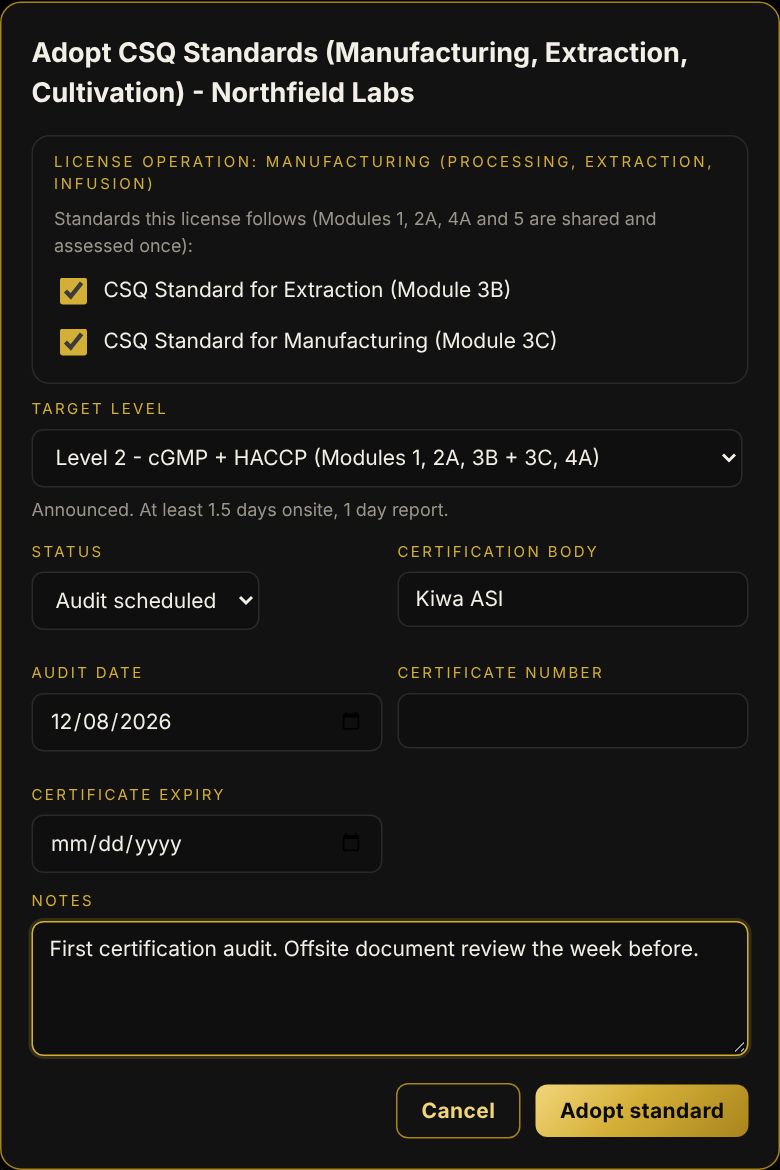 Adopt CSQ Standards (Manufacturing, Extraction,
Cultivation) - Northfield Labs
LICENSE OPERATION: MANUFACTURING (PROCESSING, EXTRACTION,
INFUSION)
Standards this license follows (Modules 1, 2A, 4A and 5 are shared and
assessed once):
CSQ Standard for Extraction (Module 3B)
CSQ Standard for Manufacturing (Module 3C)
TARGET LEVEL
Level 2 - cGMP + HACCP (Modules 1, 2A, 3B + 3C, 4A)
Announced. At least 1.5 days onsite, 1 day report.
STATUS
Audit scheduled
CERTIFICATION BODY
Kiwa ASI
AUDIT DATE
12/08/2026
CERTIFICATE NUMBER
CERTIFICATE EXPIRY
mm/dd/yyyy
NOTES
First certification audit. Offsite document review the week before.
Cancel
Adopt standard